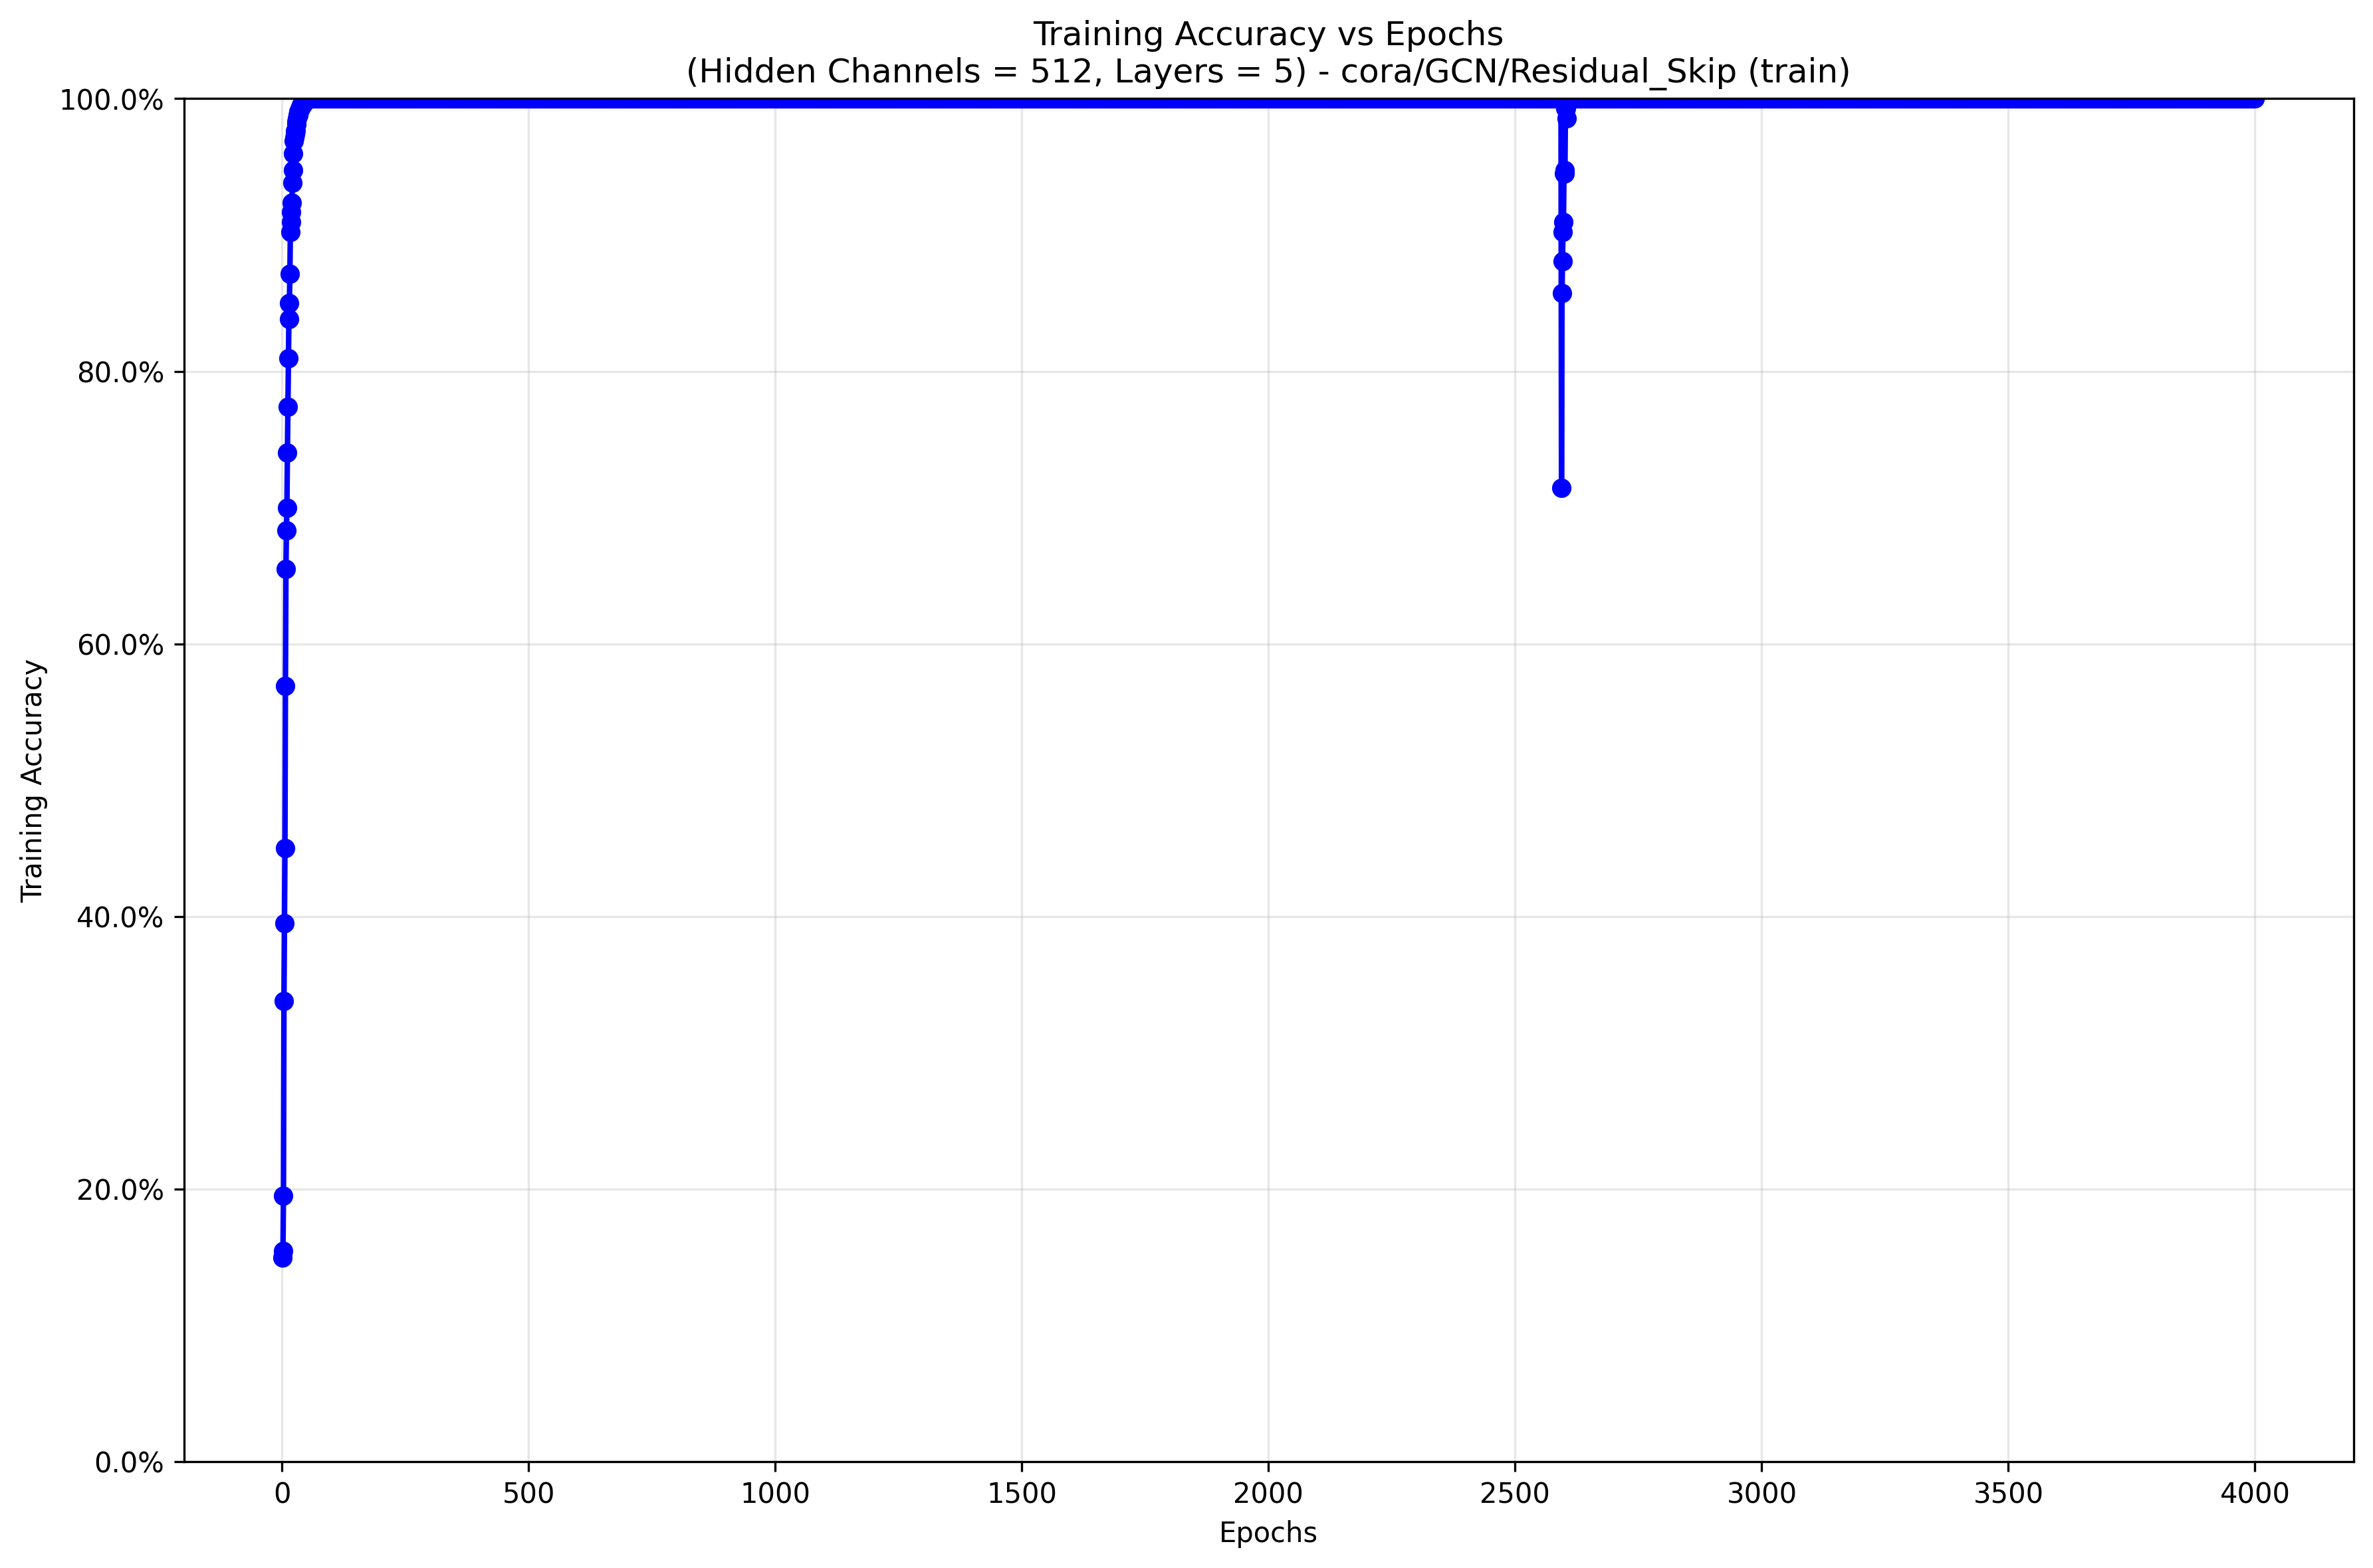 Training Accuracy vs Epochs
(Hidden Channels = 512, Layers = 5) - cora/GCN/Residual_Skip (train)
100.0%
80.0%
60.0%
40.0%
20.0%
0.0%
Training Accuracy
0 500 1000 1500 2000 2500 3000 3500 4000
Epochs